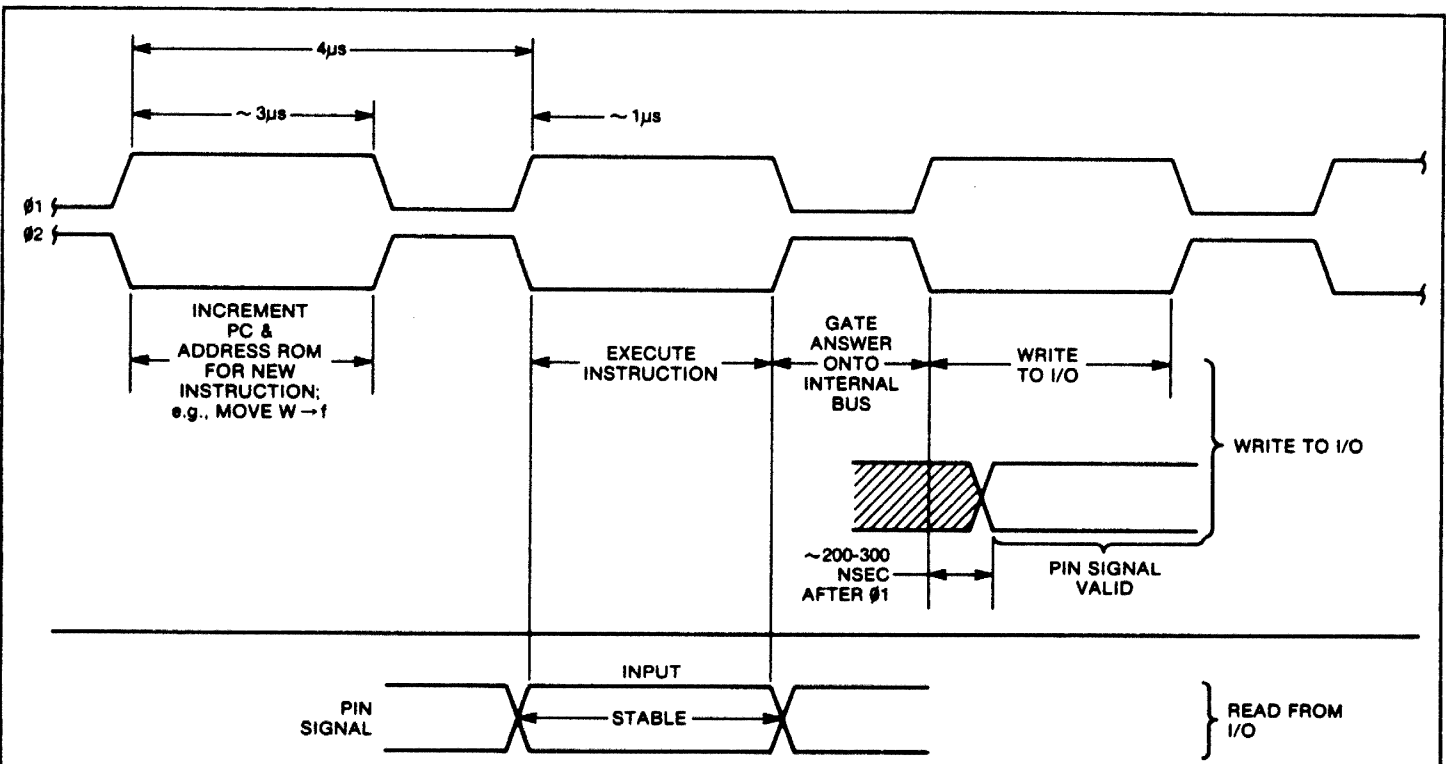 4µs
~ 3µs
~ 1µs
Ø1
Ø2
INCREMENT
PC &
ADDRESS ROM
FOR NEW
INSTRUCTION;
e.g., MOVE W → f
EXECUTE
INSTRUCTION
GATE
ANSWER
ONTO
INTERNAL
BUS
WRITE
TO I/O
WRITE TO I/O
~200-300
NSEC
AFTER Ø1
PIN SIGNAL
VALID
PIN
SIGNAL
INPUT
STABLE
READ FROM
I/O